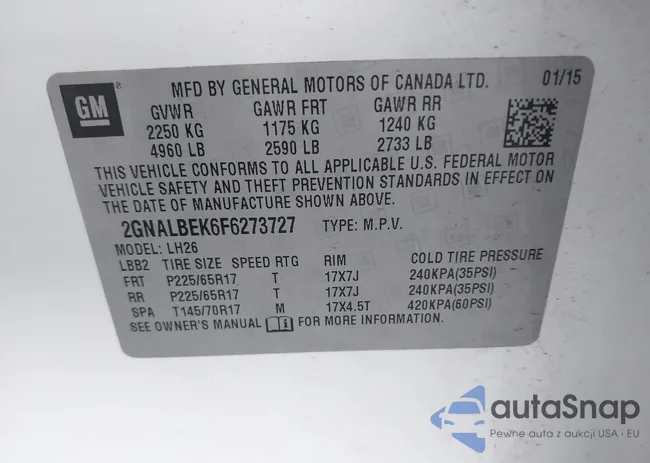 GM
MFD BY GENERAL MOTORS OF CANADA LTD. 01/15
GVWR GAWR FRT GAWR RR
2250 KG 1175 KG 1240 KG
4960 LB 2590 LB 2733 LB
THIS VEHICLE CONFORMS TO ALL APPLICABLE U.S. FEDERAL MOTOR
VEHICLE SAFETY AND THEFT PREVENTION STANDARDS IN EFFECT ON
THE DATE OF MANUFACTURE SHOWN ABOVE.
2GNALBEK6F6273727 TYPE: M.P.V.
MODEL: LH26
LBB2 TIRE SIZE SPEED RTG RIM COLD TIRE PRESSURE
FRT P225/65R17 T 17X7J 240KPA(35PSI)
RR P225/65R17 T 17X7J 240KPA(35PSI)
SPA T145/70R17 M 17X4.5T 420KPA(60PSI)
SEE OWNER'S MANUAL i FOR MORE INFORMATION.
autaSnap
Pewne auta z aukcji USA i EU